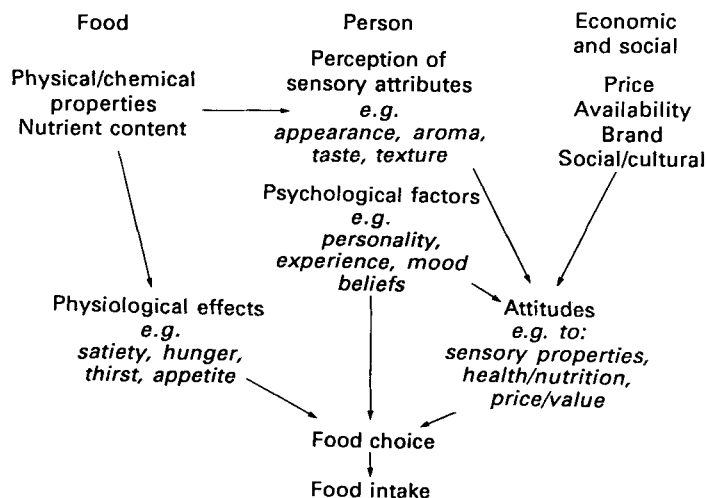 Food
Person
Economic
and social
Physical/chemical
properties
Nutrient content
Perception of
sensory attributes
e.g.
appearance, aroma,
taste, texture
Price
Availability
Brand
Social/cultural
Psychological factors
e.g.
personality,
experience, mood
beliefs
Physiological effects
e.g.
satiety, hunger,
thirst, appetite
Attitudes
e.g. to:
sensory properties,
health/nutrition,
price/value
Food choice
Food intake